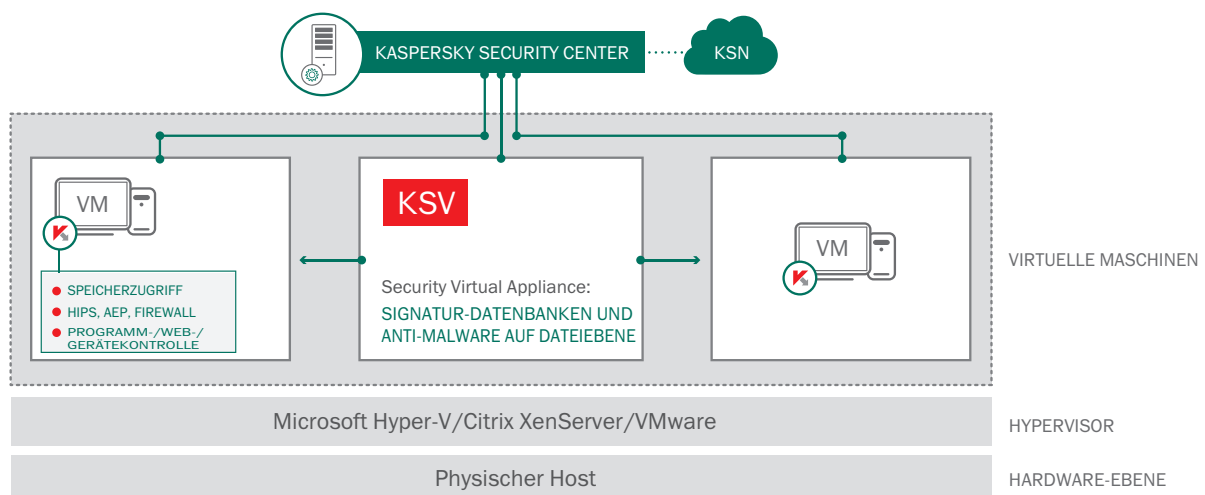 KASPERSKY SECURITY CENTER
KSN
VM
SPEICHERZUGRIFF
HIPS, AEP, FIREWALL
PROGRAMM-/WEB-/
GERÄTEKONTROLLE
KSV
Security Virtual Appliance:
SIGNATUR-DATENBANKEN UND
ANTI-MALWARE AUF DATEIEBENE
VM
VIRTUELLE MASCHINEN
Microsoft Hyper-V/Citrix XenServer/VMware
HYPERVISOR
Physischer Host
HARDWARE-EBENE